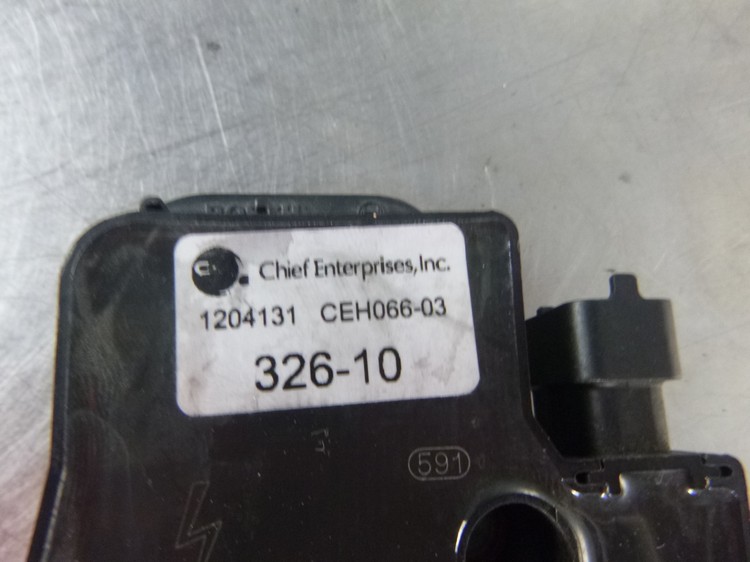 Chief Enterprises, Inc.
1204131 CEH066-03
326-10
591